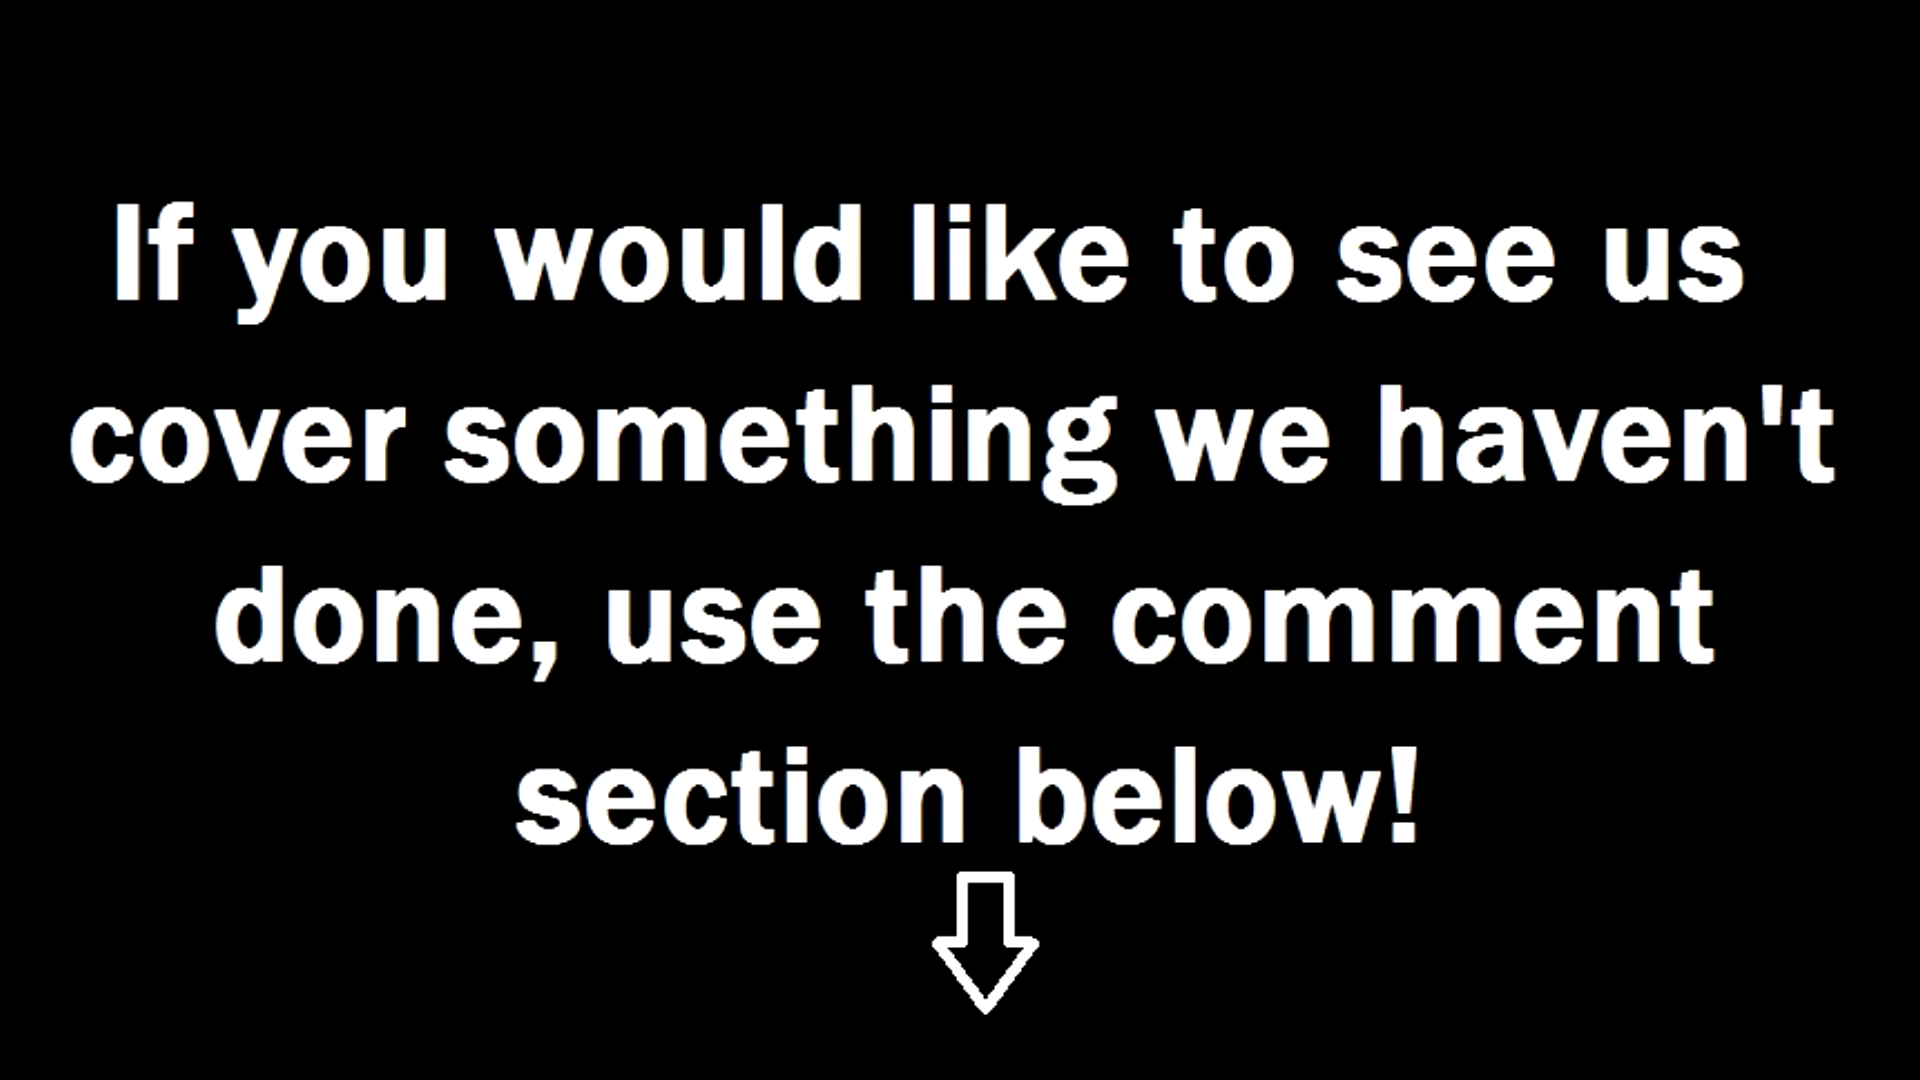 If you would like to see us
cover something we haven't
done, use the comment
section below!